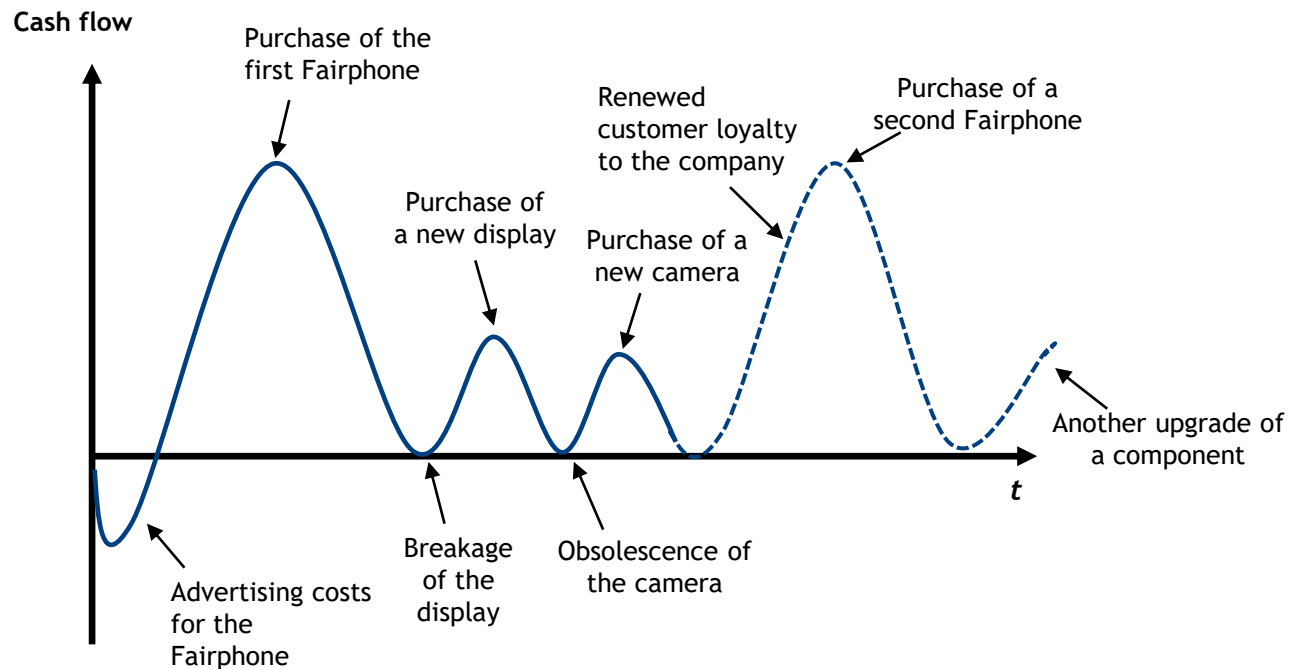 Cash flow
Purchase of the
first Fairphone
Renewed
customer loyalty
to the company
Purchase of a
second Fairphone
Purchase of
a new display
Purchase of a
new camera
Another upgrade of
a component
t
Breakage
of the
display
Obsolescence of
the camera
Advertising costs
for the
Fairphone